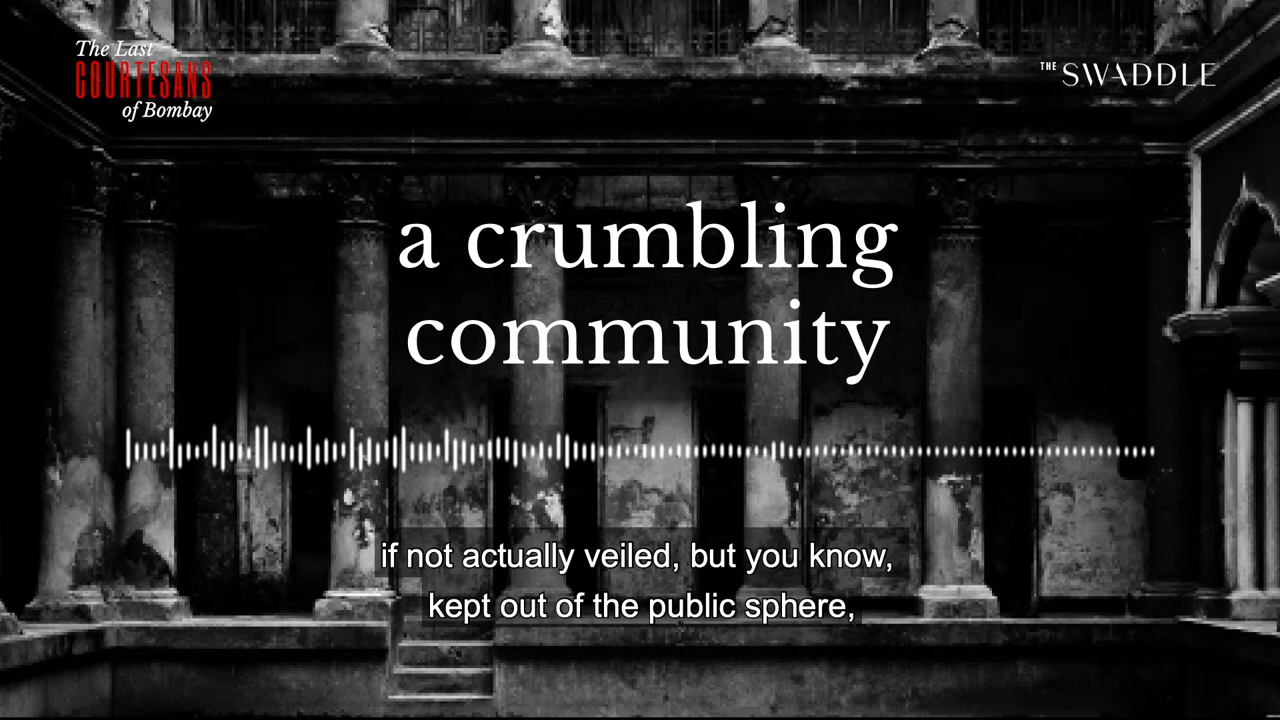 The Last
COURTESANS
of Bombay
THE SWADDLE
a crumbling
community
if not actually veiled, but you know,
kept out of the public sphere,